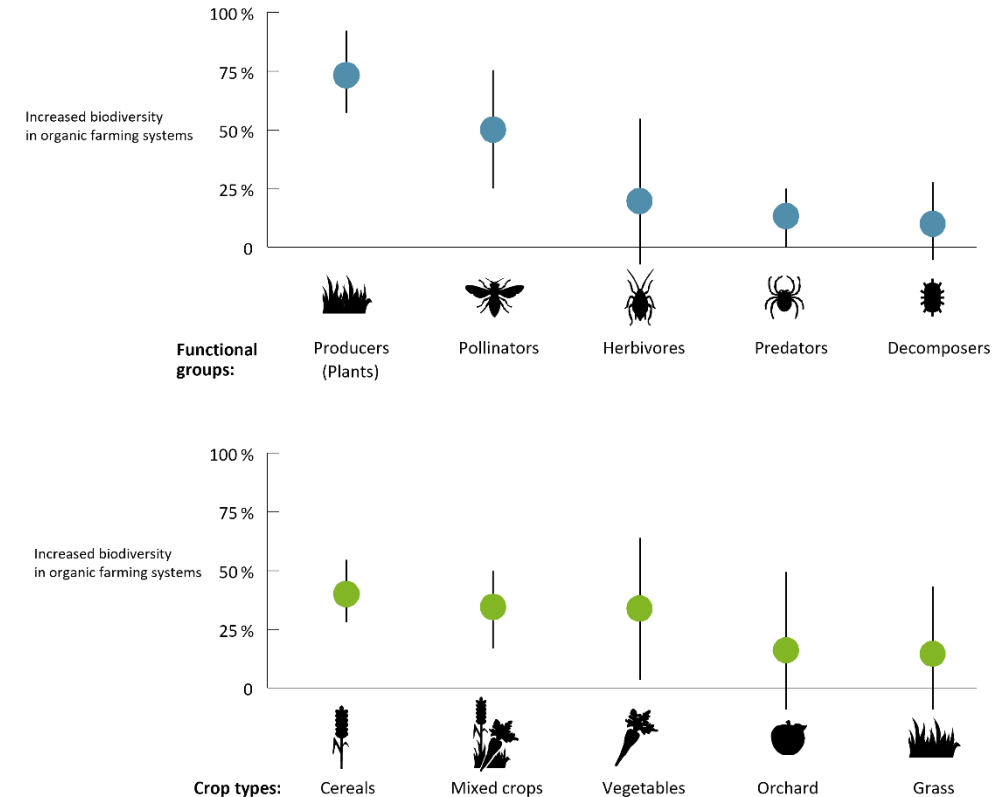 100 %
75 %
Increased biodiversity
in organic farming systems
50 %
25 %
0
Functional
groups:
Producers
(Plants)
Pollinators
Herbivores
Predators
Decomposers
100 %
75 %
Increased biodiversity
in organic farming systems
50 %
25 %
0
Crop types:
Cereals
Mixed crops
Vegetables
Orchard
Grass